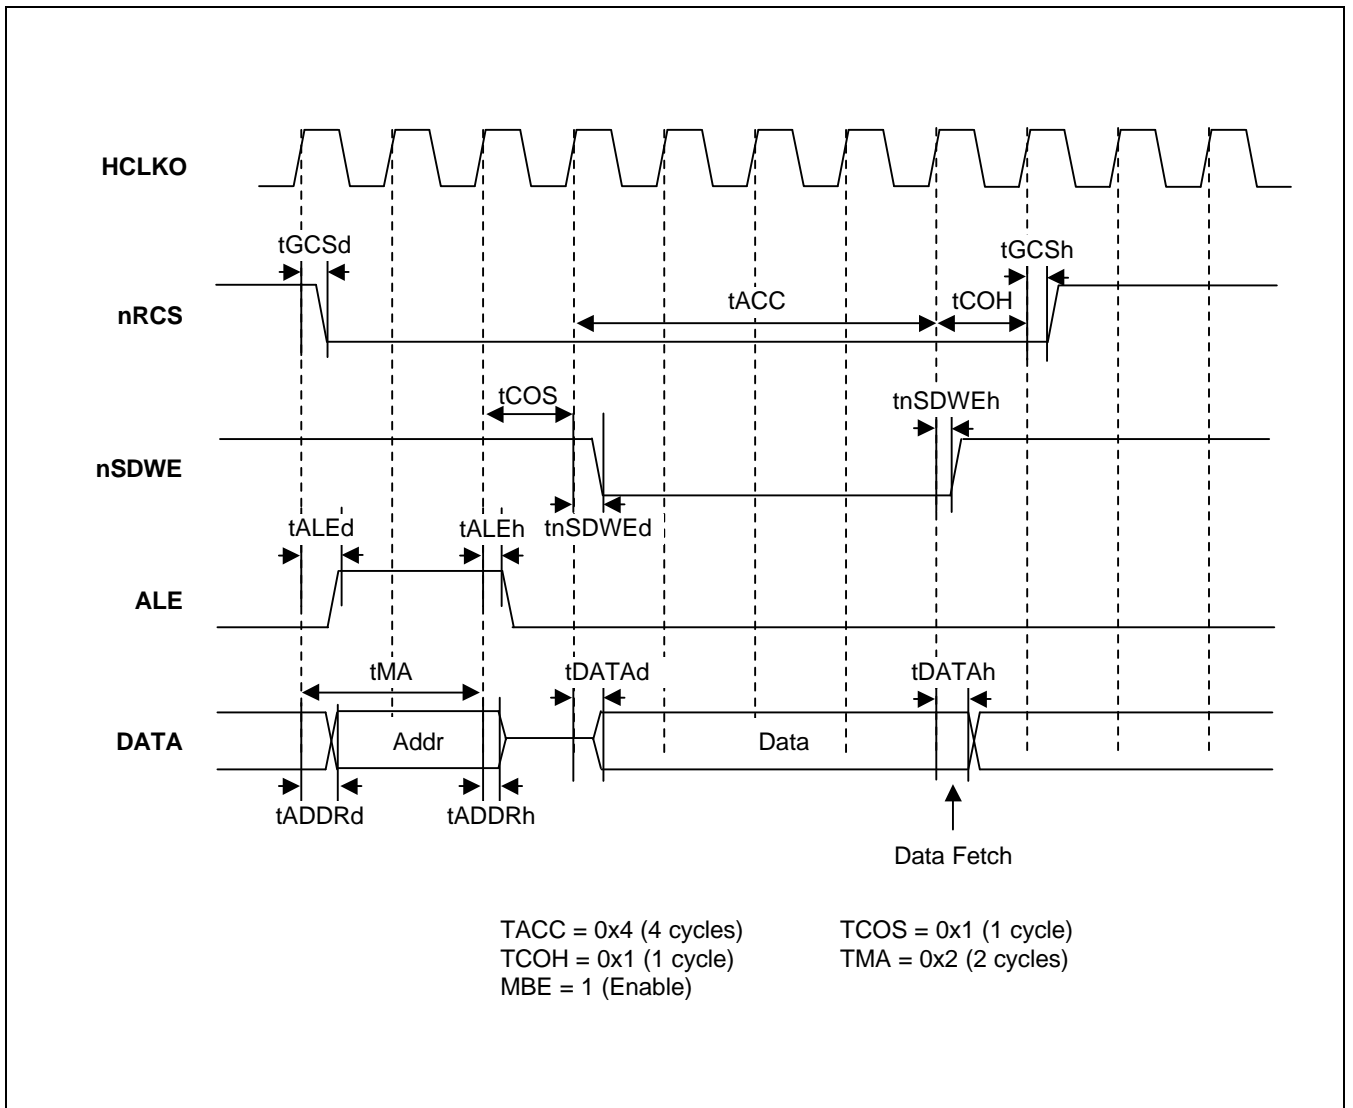 HCLKO
tGCSd
tGCSh
nRCS
tACC
tCOH
tCOS
tnSDWEh
nSDWE
tALEd
tALEh
tnSDWEd
ALE
tMA
tDATAd
tDATAh
DATA
Addr
Data
tADDRd
tADDRh
Data Fetch
TACC = 0x4 (4 cycles)
TCOS = 0x1 (1 cycle)
TCOH = 0x1 (1 cycle)
TMA = 0x2 (2 cycles)
MBE = 1 (Enable)